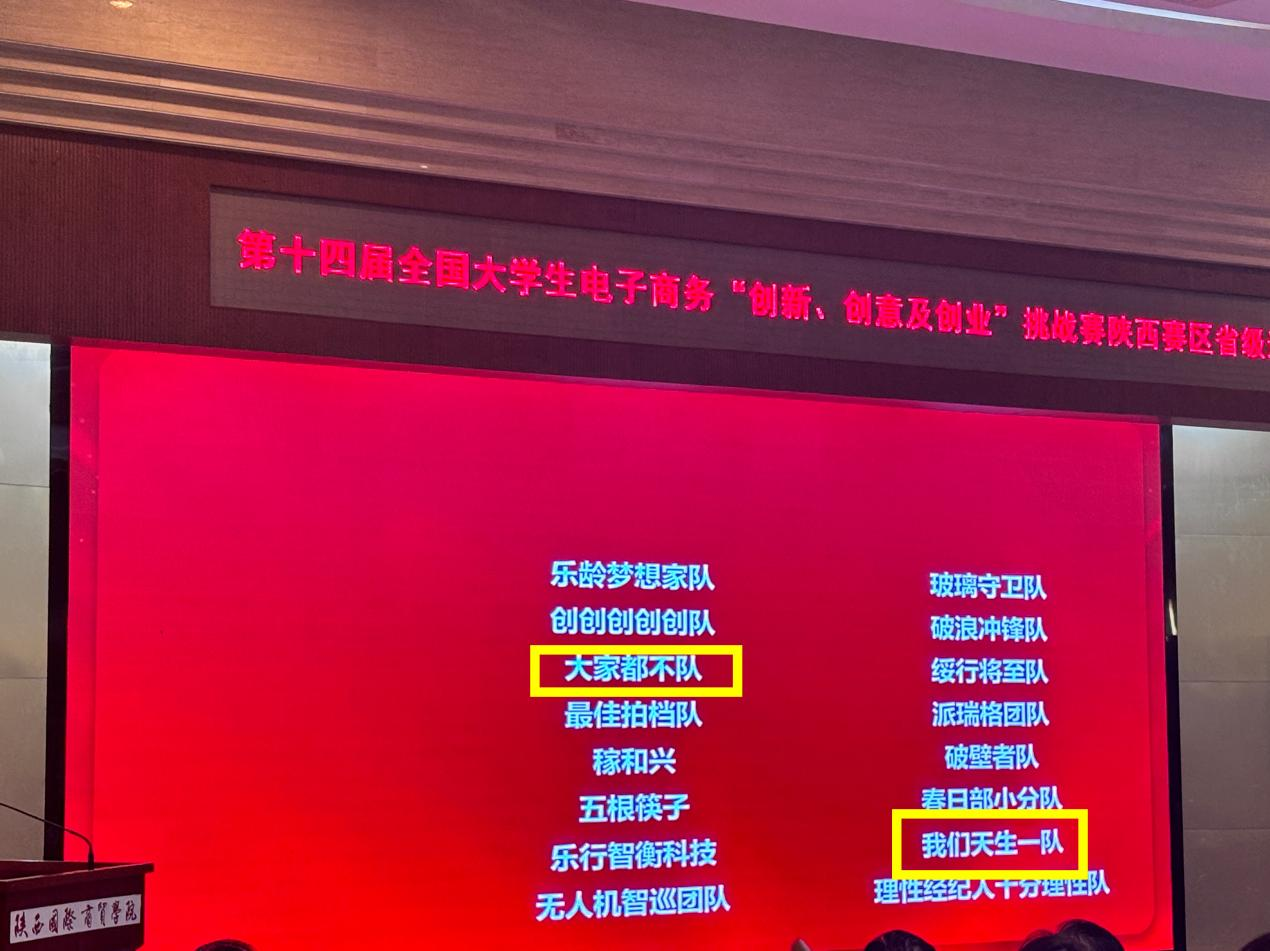 第十四届全国大学生电子商务“创新、创意及创业”挑战赛陕西赛区省级
乐龄梦想家队
创创创创创队
大家都不队
最佳拍档队
稼和兴
五根筷子
乐行智衡科技
无人机智巡团队
玻璃守卫队
破浪冲锋队
绥行将至队
派瑞格团队
破壁者队
春日部小分队
我们天生一队
理性经纪人十分理性队
陕西国际商贸学院